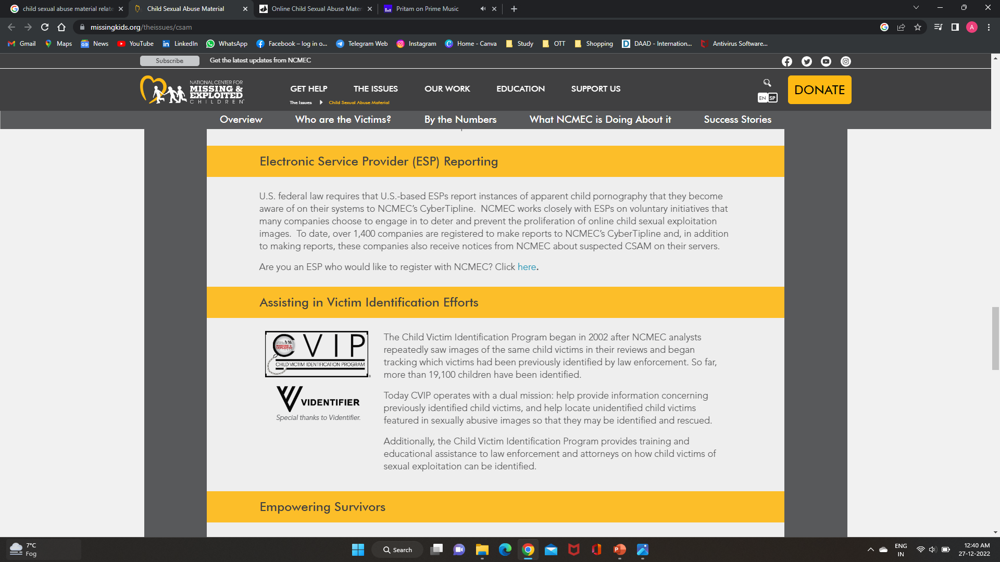 child sexual abuse material relate
Child Sexual Abuse Material
Online Child Sexual Abuse Mater
Pritam on Prime Music
missingkids.org/theissues/csam
A
Gmail
Maps
News
YouTube
LinkedIn
WhatsApp
Facebook – log in o...
Telegram Web
Instagram
Home - Canva
Study
OTT
Shopping
DAAD - Internation...
Antivirus Software...
Subscribe
Get the latest updates from NCMEC
NATIONAL CENTER FOR
MISSING &
EXPLOITED
CHILDREN
GET HELP
THE ISSUES
OUR WORK
EDUCATION
SUPPORT US
EN SP
DONATE
The Issues
Child Sexual Abuse Material
Overview
Who are the Victims?
By the Numbers
What NCMEC is Doing About it
Success Stories
Electronic Service Provider (ESP) Reporting
U.S. federal law requires that U.S.-based ESPs report instances of apparent child pornography that they become
aware of on their systems to NCMEC’s CyberTipline.  NCMEC works closely with ESPs on voluntary initiatives that
many companies choose to engage in to deter and prevent the proliferation of online child sexual exploitation
images.  To date, over 1,400 companies are registered to make reports to NCMEC’s CyberTipline and, in addition
to making reports, these companies also receive notices from NCMEC about suspected CSAM on their servers.
Are you an ESP who would like to register with NCMEC? Click here.
Assisting in Victim Identification Efforts
CVIP
CHILD VICTIM IDENTIFICATION PROGRAM
VIDENTIFIER
Special thanks to Videntifier.
The Child Victim Identification Program began in 2002 after NCMEC analysts
repeatedly saw images of the same child victims in their reviews and began
tracking which victims had been previously identified by law enforcement. So far,
more than 19,100 children have been identified.
Today CVIP operates with a dual mission: help provide information concerning
previously identified child victims, and help locate unidentified child victims
featured in sexually abusive images so that they may be identified and rescued.
Additionally, the Child Victim Identification Program provides training and
educational assistance to law enforcement and attorneys on how child victims of
sexual exploitation can be identified.
Empowering Survivors
7°C
Fog
Search
ENG
IN
12:40 AM
27-12-2022